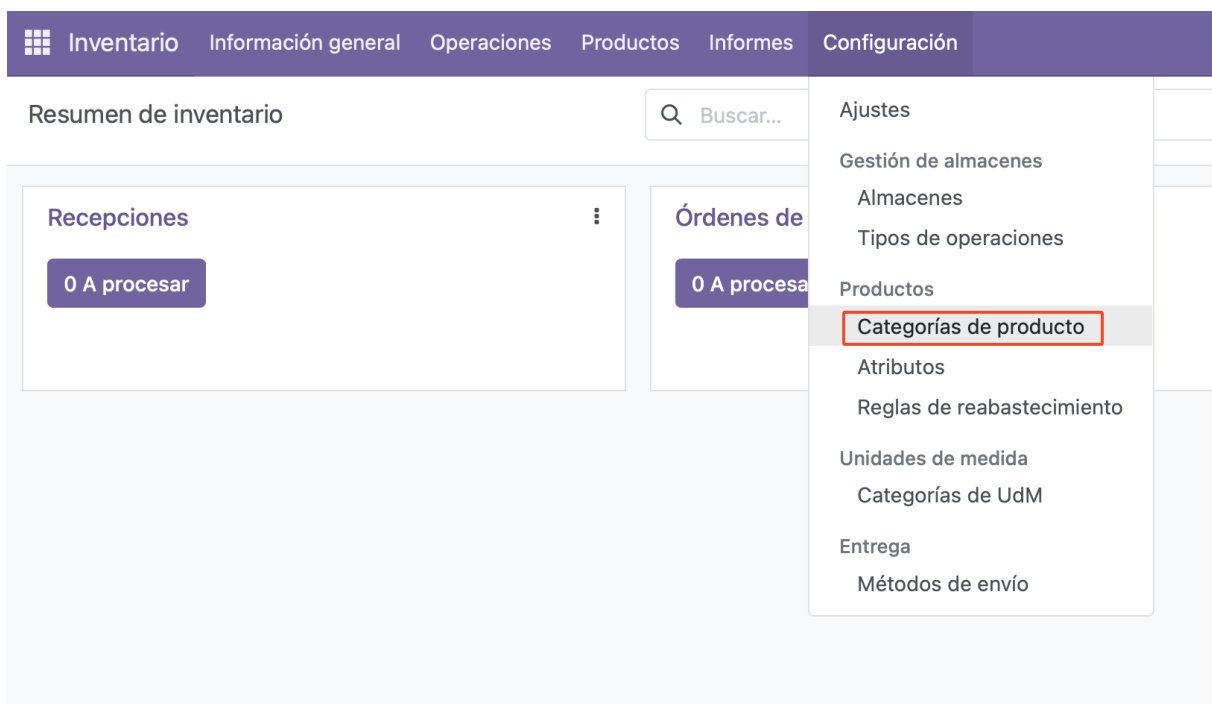 Inventario Información general Operaciones Productos Informes Configuración
Resumen de inventario
Buscar...
Recepciones
0 A procesar
Órdenes de
0 A procesa
Ajustes
Gestión de almacenes
Almacenes
Tipos de operaciones
Productos
Categorías de producto
Atributos
Reglas de reabastecimiento
Unidades de medida
Categorías de UdM
Entrega
Métodos de envío